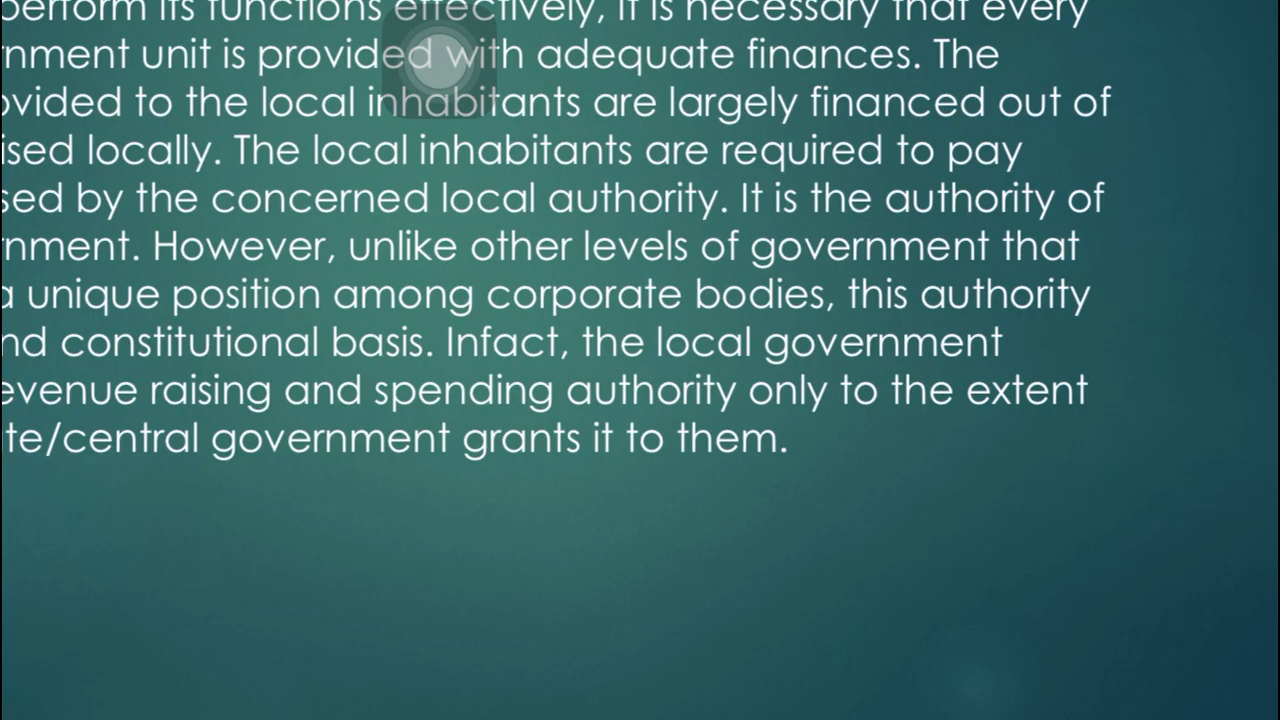 perform its functions effectively, it is necessary that every
rnment unit is provided with adequate finances. The
ovided to the local inhabitants are largely financed out of
ised locally. The local inhabitants are required to pay
sed by the concerned local authority. It is the authority of
rnment. However, unlike other levels of government that
a unique position among corporate bodies, this authority
nd constitutional basis. Infact, the local government
evenue raising and spending authority only to the extent
te/central government grants it to them.